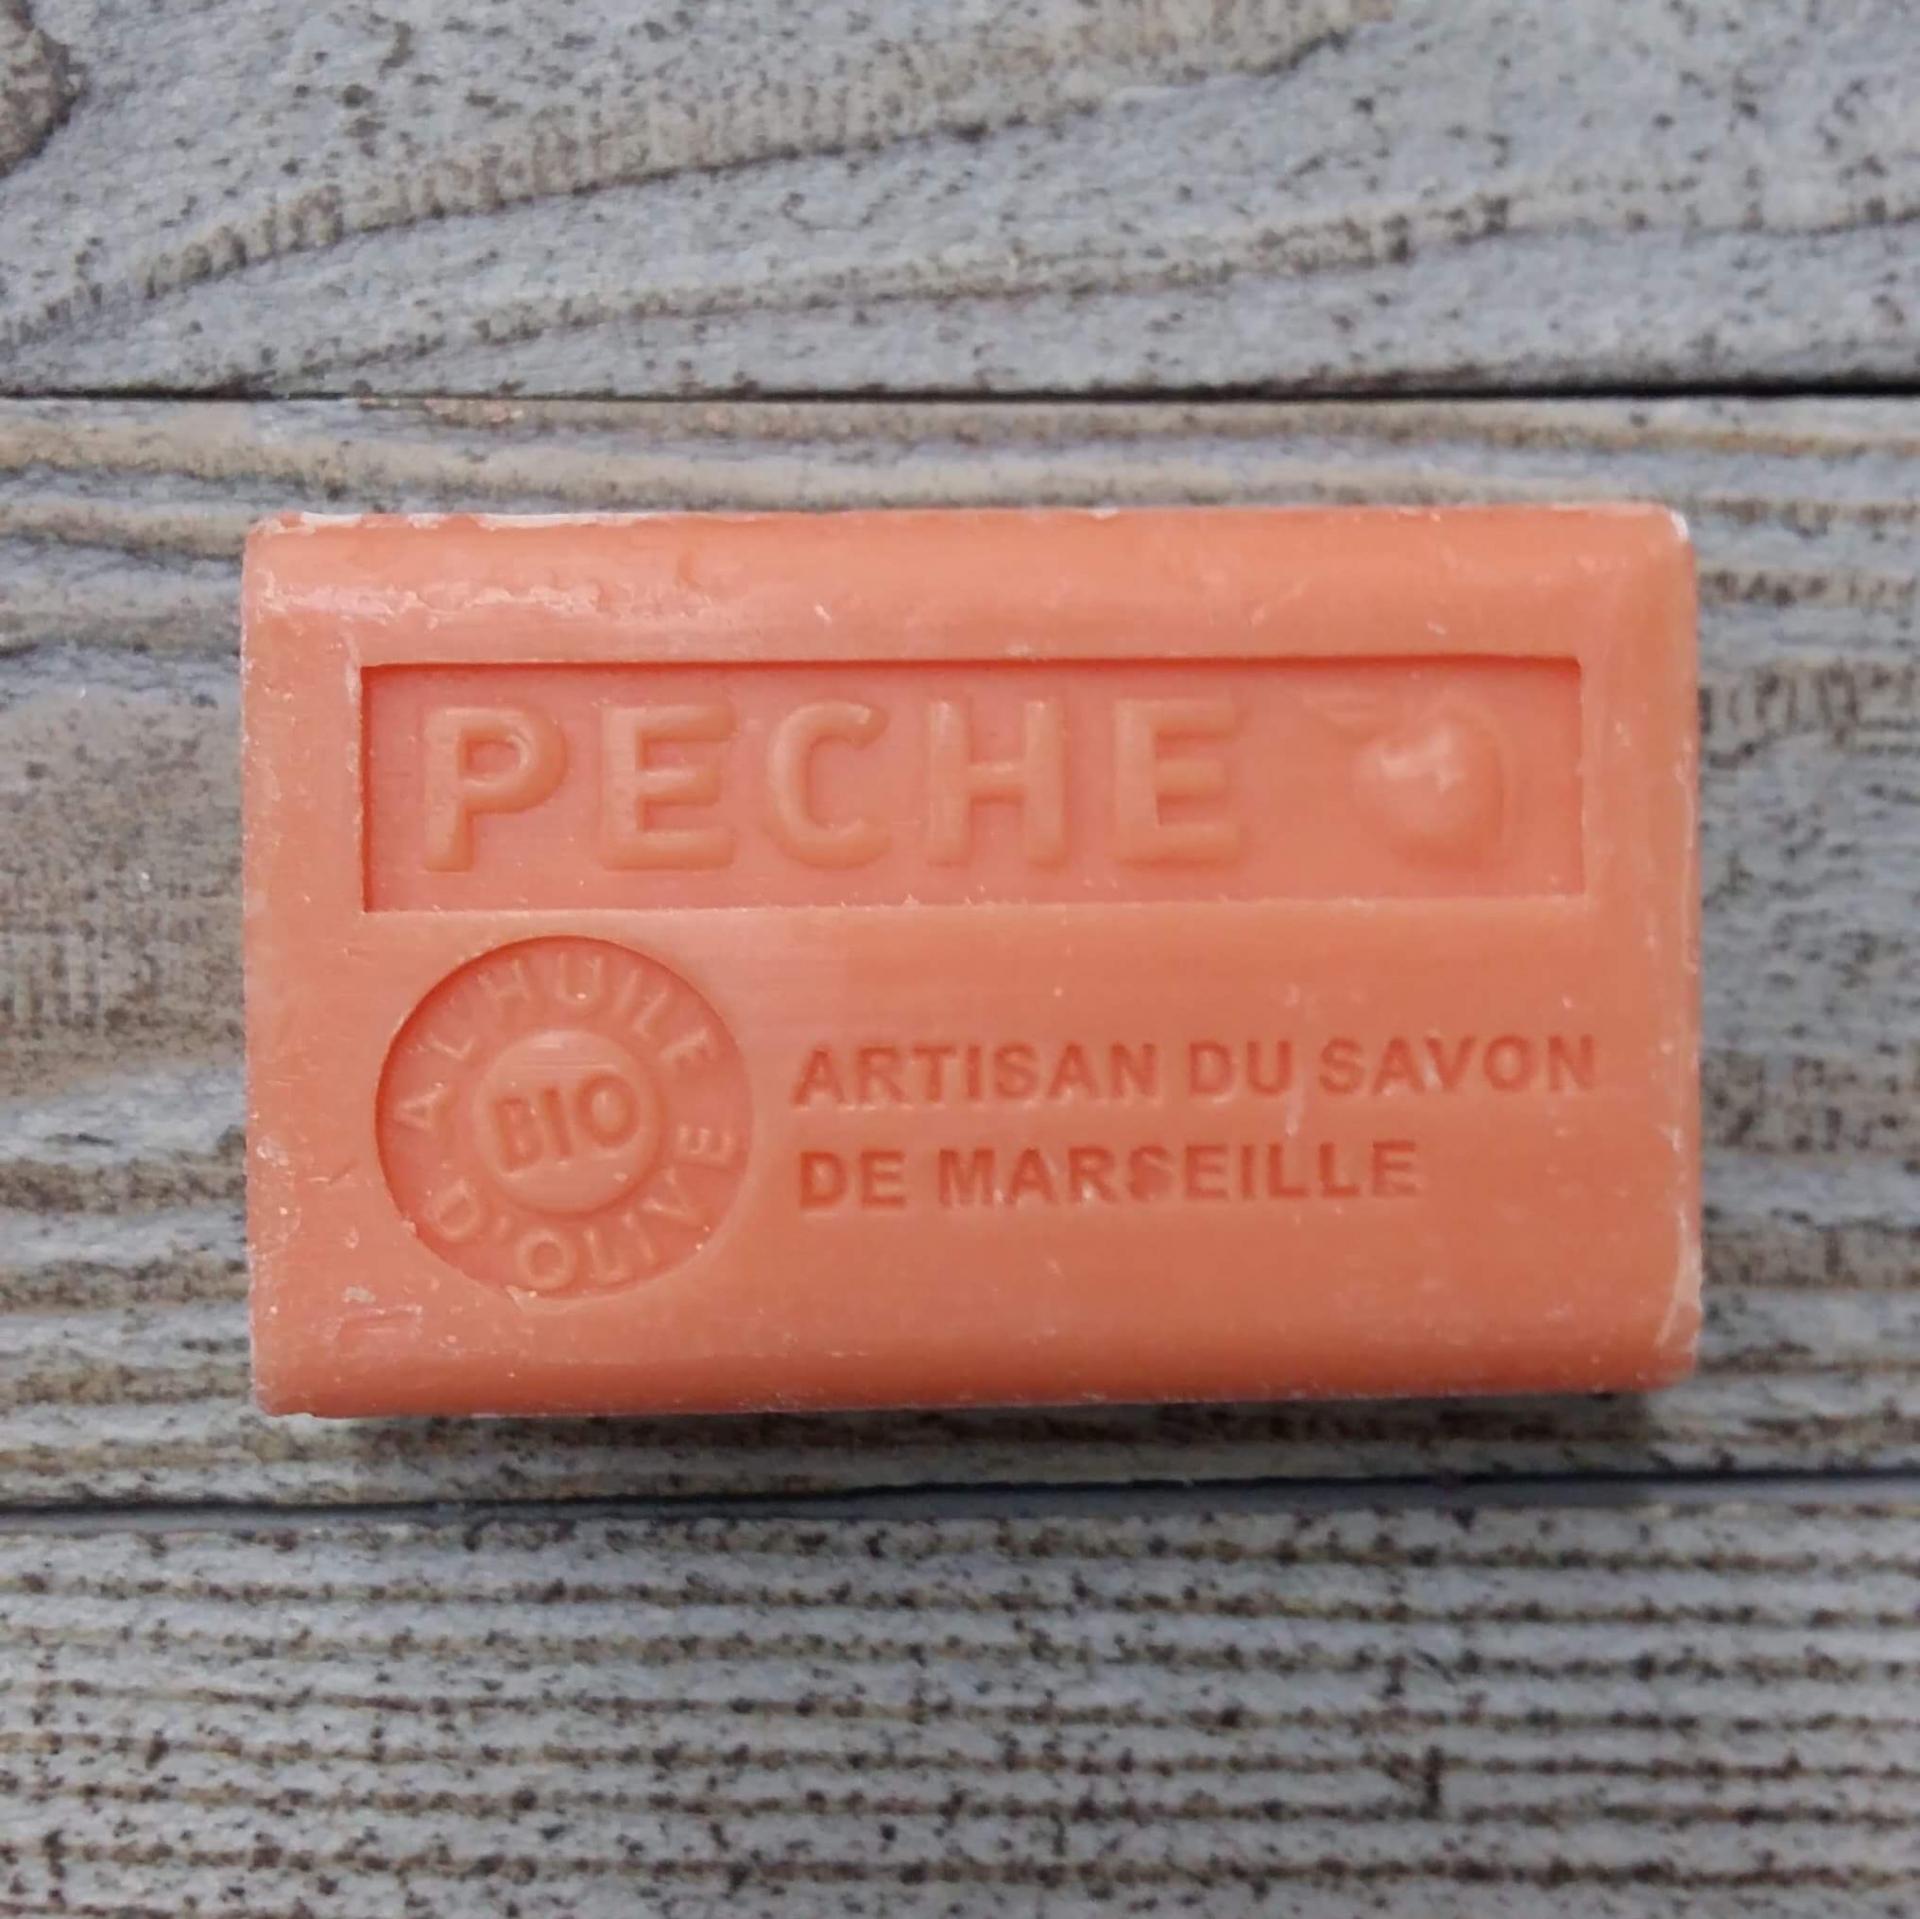 PECHE
A L'HUILE D'OLIVE
BIO
ARTISAN DU SAVON
DE MARSEILLE